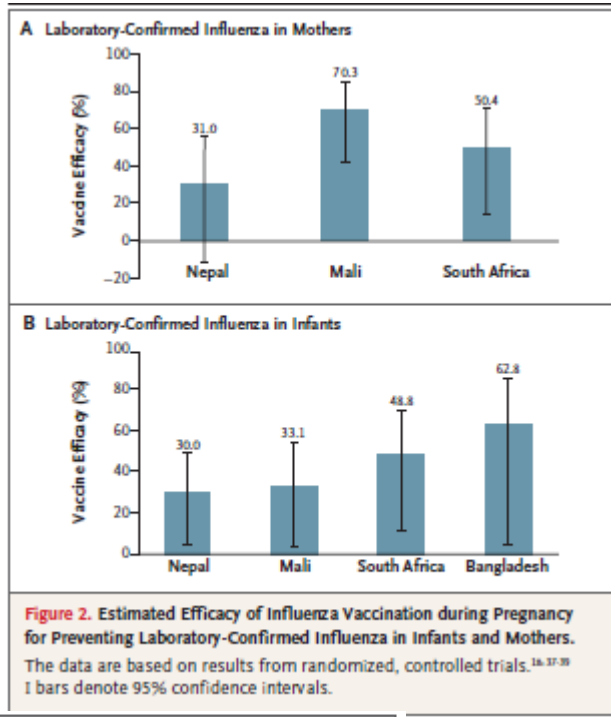 A Laboratory-Confirmed Influenza in Mothers
100
80
60
40
20
0
–20
Vaccine Efficacy (%)
31.0
70.3
50.4
Nepal Mali South Africa
B Laboratory-Confirmed Influenza in Infants
100
80
60
40
20
0
Vaccine Efficacy (%)
30.0
33.1
48.8
62.8
Nepal Mali South Africa Bangladesh
Figure 2. Estimated Efficacy of Influenza Vaccination during Pregnancy
for Preventing Laboratory-Confirmed Influenza in Infants and Mothers.
The data are based on results from randomized, controlled trials.
I bars denote 95% confidence intervals.